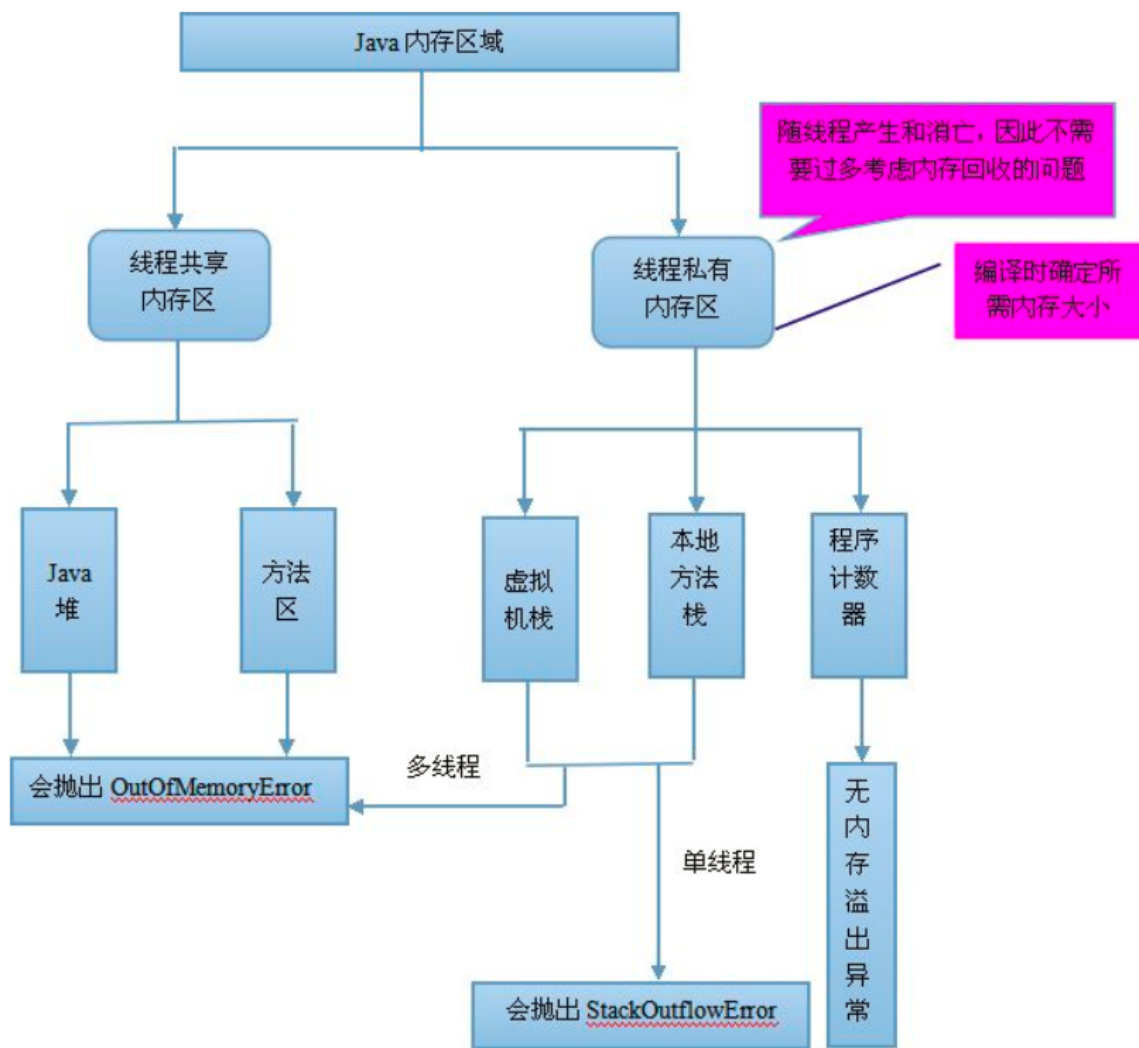 Java 内存区域
随线程产生和消亡，因此不需
要过多考虑内存回收的问题
线程共享
内存区
线程私有
内存区
编译时确定所
需内存大小
Java
堆
方法
区
虚拟
机栈
本地
方法
栈
程序
计数
器
会抛出 OutOfMemoryError
多线程
单线程
无
内
存
溢
出
异
常
会抛出 StackOutflowError